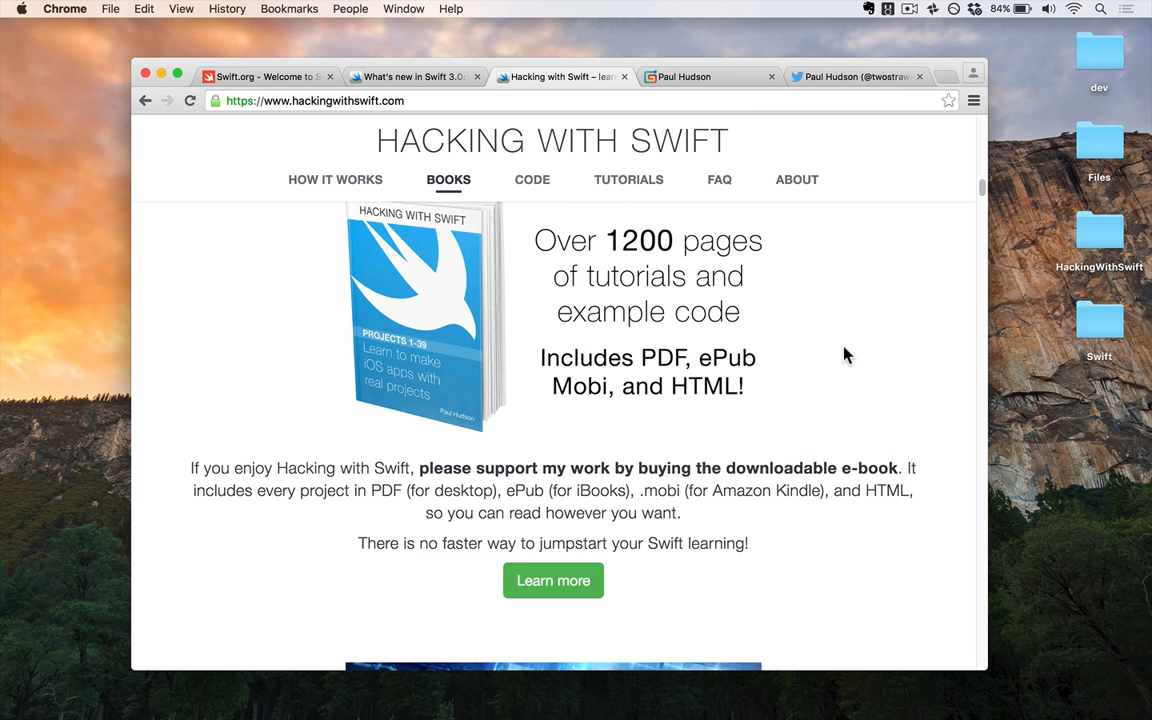 Chrome File Edit View Bookmarks People Window Help 84%
Swift.org - Welcome to S What's new in Swift 3.0: Hacking with Swift – lear Paul Hudson Paul Hudson (@twostraw
https://www.hackingwithswift.com
HACKING WITH SWIFT
HOW IT WORKS BOOKS CODE TUTORIALS FAQ ABOUT
HACKING WITH SWIFT
PROJECTS 1-39
Learn to make
iOS apps with
real projects
Paul Hudson
Over 1200 pages
of tutorials and
example code
Includes PDF, ePub
Mobi, and HTML!
If you enjoy Hacking with Swift, please support my work by buying the downloadable e-book. It
includes every project in PDF (for desktop), ePub (for iBooks), .mobi (for Amazon Kindle), and HTML,
so you can read however you want.
There is no faster way to jumpstart your Swift learning!
Learn more
dev
Files
HackingWithSwift
Swift